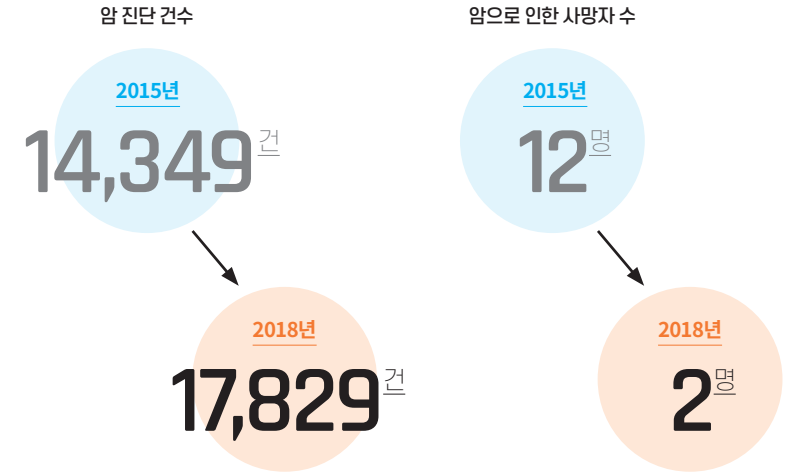 암 진단 건수
2015년
14,349건
2018년
17,829건
암으로 인한 사망자 수
2015년
12명
2018년
2명